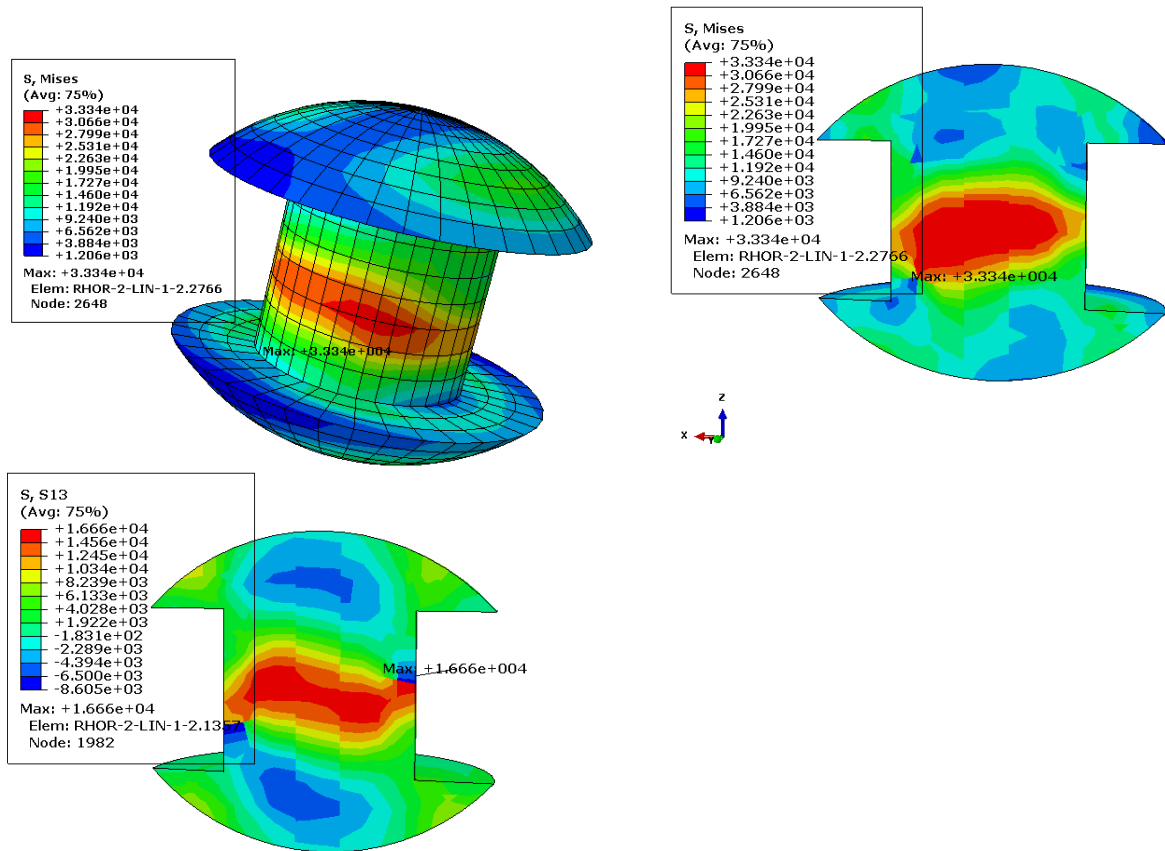 S, Mises
(Avg: 75%)
+3.334e+04
+3.066e+04
+2.799e+04
+2.531e+04
+2.263e+04
+1.995e+04
+1.727e+04
+1.460e+04
+1.192e+04
+9.240e+03
+6.562e+03
+3.884e+03
+1.206e+03
Max: +3.334e+04
Elem: RHOR-2-LIN-1-2.2766
Node: 2648
Max: +3.334e+004
S, Mises
(Avg: 75%)
+3.334e+04
+3.066e+04
+2.799e+04
+2.531e+04
+2.263e+04
+1.995e+04
+1.727e+04
+1.460e+04
+1.192e+04
+9.240e+03
+6.562e+03
+3.884e+03
+1.206e+03
Max: +3.334e+04
Elem: RHOR-2-LIN-1-2.2766
Node: 2648
Max: +3.334e+004
Z
X Y
S, S13
(Avg: 75%)
+1.666e+04
+1.456e+04
+1.245e+04
+1.034e+04
+8.239e+03
+6.133e+03
+4.028e+03
+1.922e+03
-1.831e+02
-2.289e+03
-4.394e+03
-6.500e+03
-8.605e+03
Max: +1.666e+04
Elem: RHOR-2-LIN-1-2.1357
Node: 1982
Max: +1.666e+004